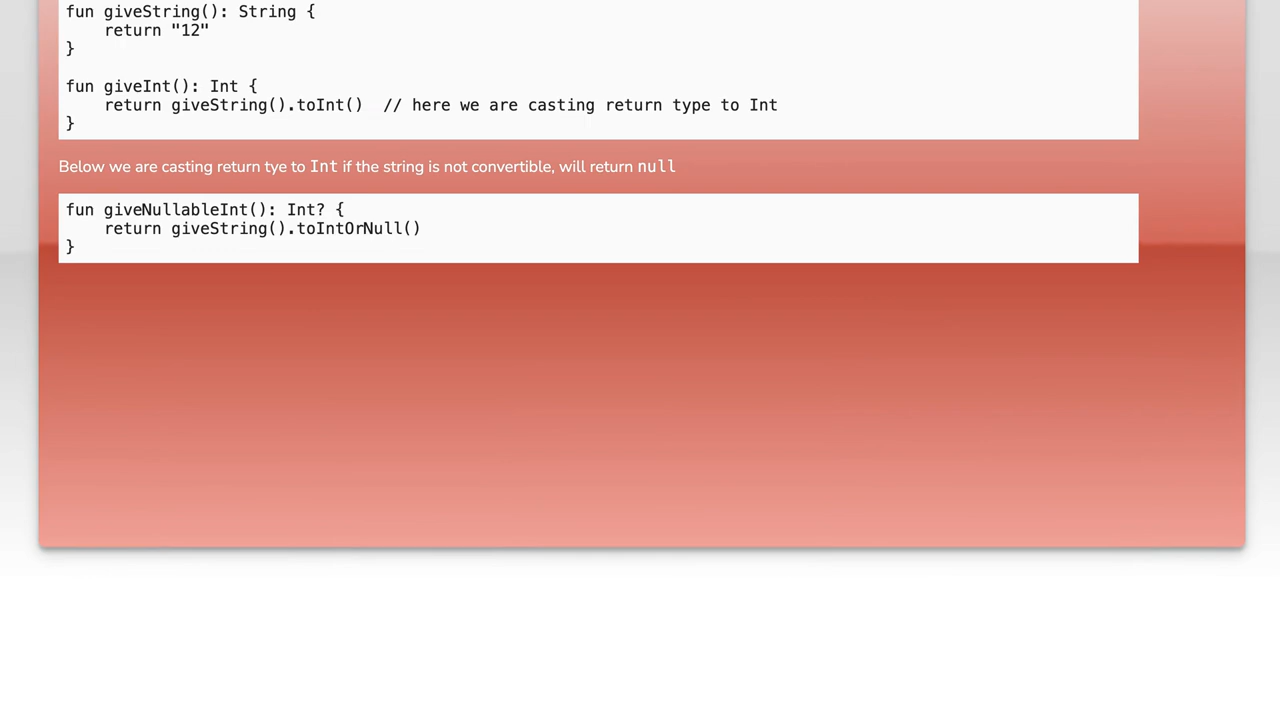 fun giveString(): String {
    return "12"
}
fun giveInt(): Int {
    return giveString().toInt()  // here we are casting return type to Int
}
Below we are casting return tye to Int if the string is not convertible, will return null
fun giveNullableInt(): Int? {
    return giveString().toIntOrNull()
}